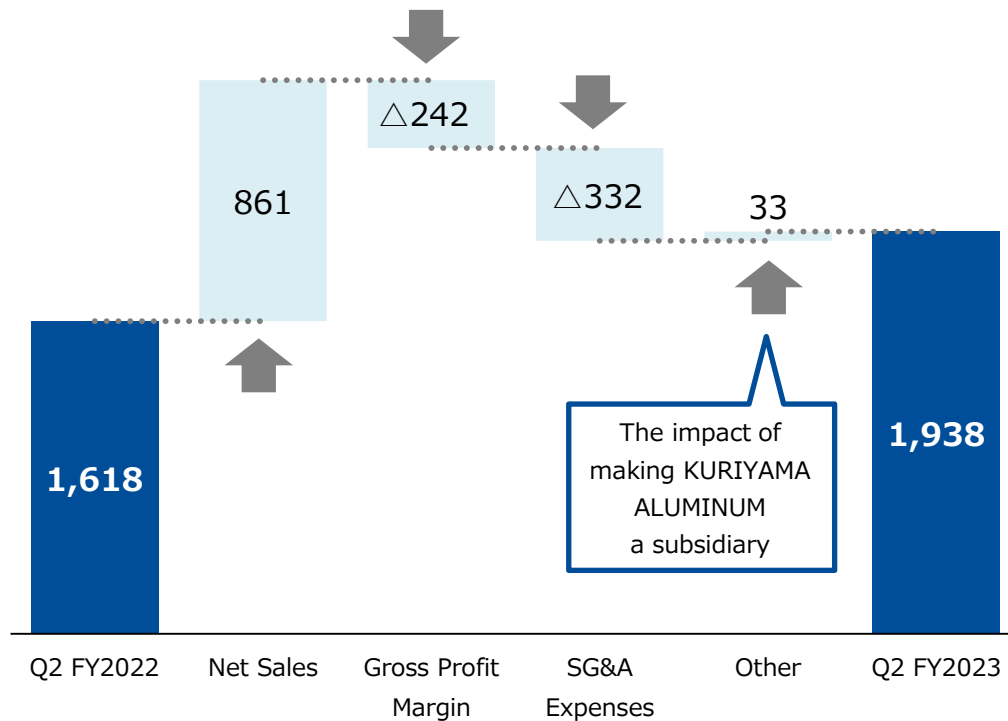 △242
861
△332
33
1,618
The impact of
making KURIYAMA
ALUMINUM
a subsidiary
1,938
Q2 FY2022
Net Sales
Gross Profit
Margin
SG&A
Expenses
Other
Q2 FY2023